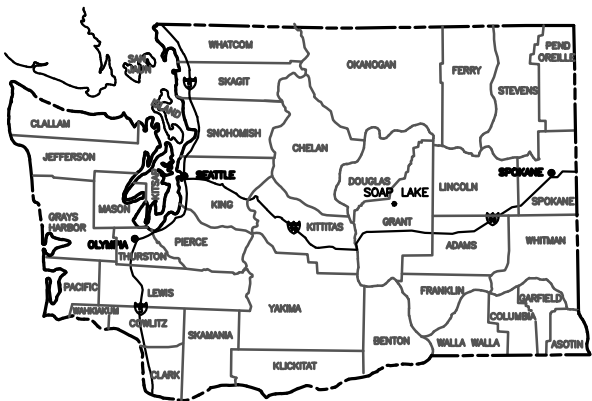 WHATCOM
SAN
JUAN
SKAGIT
ISLAND
CLALLAM
SNOHOMISH
JEFFERSON
OKANOGAN
FERRY
STEVENS
PEND
OREILLE
CHELAN
DOUGLAS
SOAP LAKE
GRANT
LINCOLN
SPOKANE
SPOKANE
KITSAP
SEATTLE
KING
MASON
GRAYS
HARBOR
OLYMPIA
THURSTON
PIERCE
KITTITAS
ADAMS
WHITMAN
PACIFIC
LEWIS
WAHKIAKUM
COWLITZ
YAKIMA
FRANKLIN
GARFIELD
COLUMBIA
SKAMANIA
BENTON
WALLA WALLA
ASOTIN
KLICKITAT
CLARK